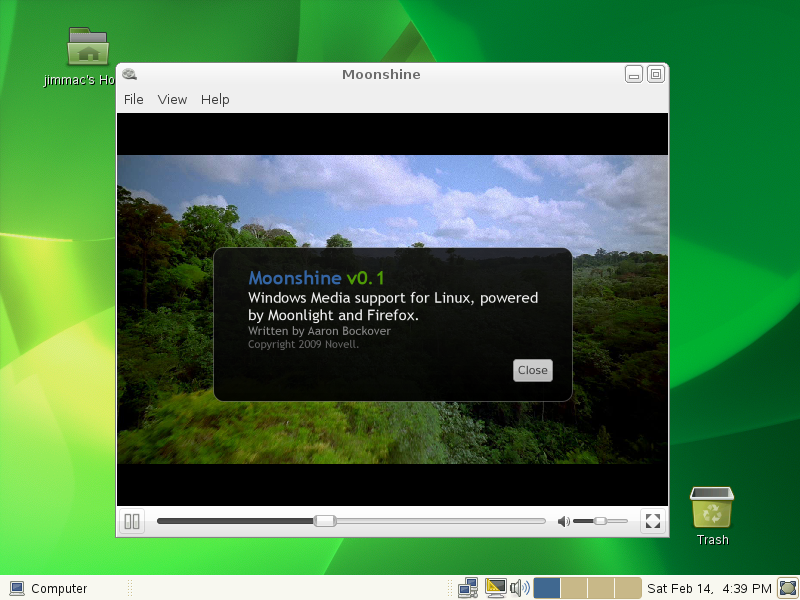 jimmac's Ho
Moonshine
File View Help
Moonshine v0.1
Windows Media support for Linux, powered
by Moonlight and Firefox.
Written by Aaron Bockover
Copyright 2009 Novell.
Close
Trash
Computer
Sat Feb 14, 4:39 PM